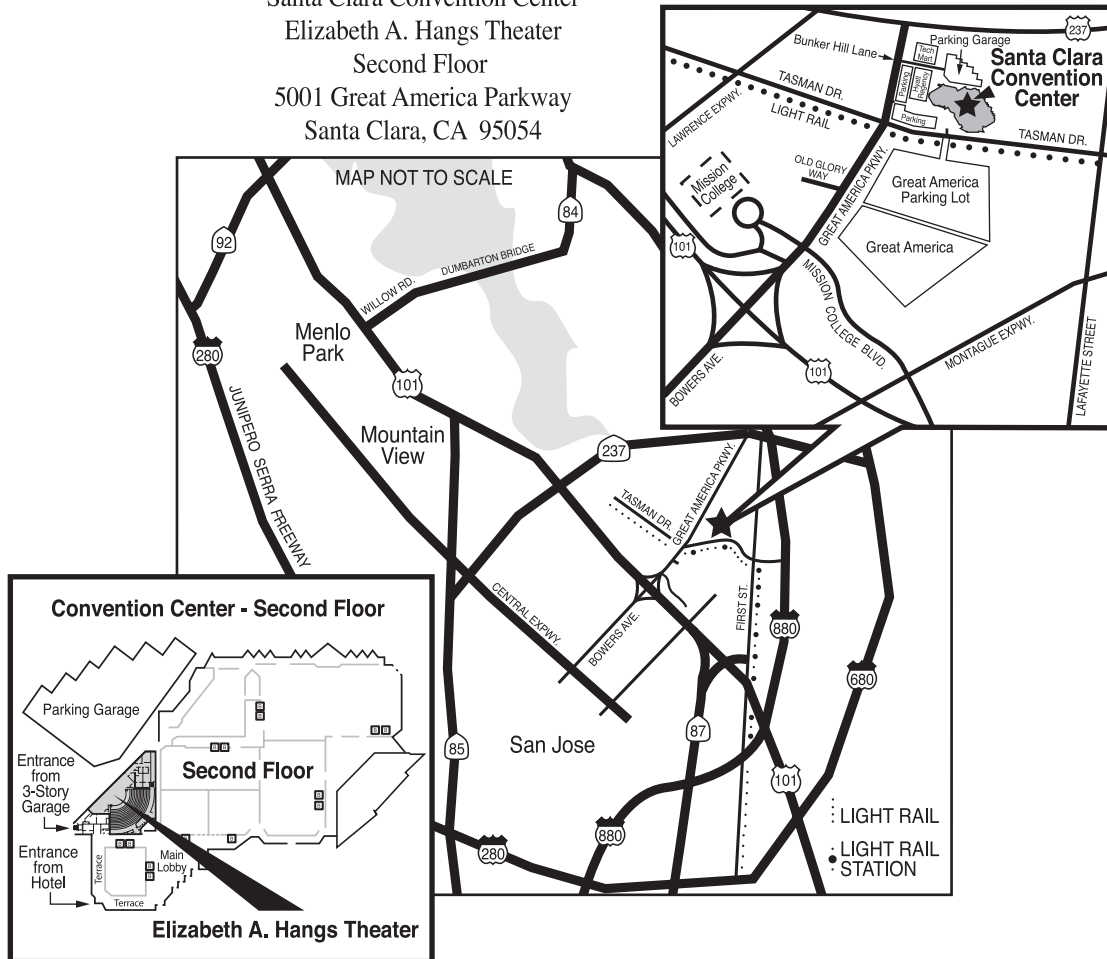 Santa Clara Convention Center
Elizabeth A. Hangs Theater
Second Floor
5001 Great America Parkway
Santa Clara, CA 95054
237
Bunker Hill Lane
Parking Garage
Tech
Mart
Santa Clara
Convention
Center
Parking
Hyatt
Regency
Parking
TASMAN DR.
LIGHT RAIL
TASMAN DR.
LAWRENCE EXPWY.
OLD GLORY
WAY
Mission
College
GREAT AMERICA PKWY.
Great America
Parking Lot
Great America
101
MISSION COLLEGE BLVD.
MONTAGUE EXPWY.
LAFAYETTE STREET
101
BOWERS AVE.
MAP NOT TO SCALE
84
92
DUMBARTON BRIDGE
WILLOW RD.
Menlo
Park
280
101
JUNIPERO SERRA FREEWAY
Mountain
View
237
TASMAN DR.
GREAT AMERICA PKWY.
CENTRAL EXPWY.
BOWERS AVE.
FIRST ST.
880
680
85
San Jose
87
101
280
880
LIGHT RAIL
LIGHT RAIL
STATION
Convention Center - Second Floor
Parking Garage
Entrance
from
3-Story
Garage
Second Floor
Entrance
from
Hotel
Terrace
Main
Lobby
Terrace
Elizabeth A. Hangs Theater